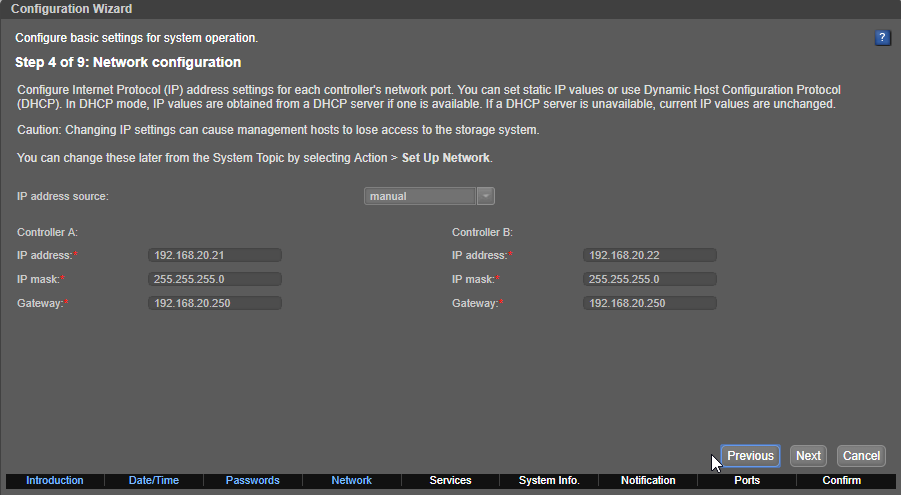 Configuration Wizard
Configure basic settings for system operation.
?
Step 4 of 9: Network configuration
Configure Internet Protocol (IP) address settings for each controller's network port. You can set static IP values or use Dynamic Host Configuration Protocol
(DHCP). In DHCP mode, IP values are obtained from a DHCP server if one is available. If a DHCP server is unavailable, current IP values are unchanged.
Caution: Changing IP settings can cause management hosts to lose access to the storage system.
You can change these later from the System Topic by selecting Action > Set Up Network.
IP address source: manual
Controller A: Controller B:
IP address:* 192.168.20.21 IP address:* 192.168.20.22
IP mask:* 255.255.255.0 IP mask:* 255.255.255.0
Gateway:* 192.168.20.250 Gateway:* 192.168.20.250
Previous Next Cancel
Introduction Date/Time Passwords Network Services System Info. Notification Ports Confirm